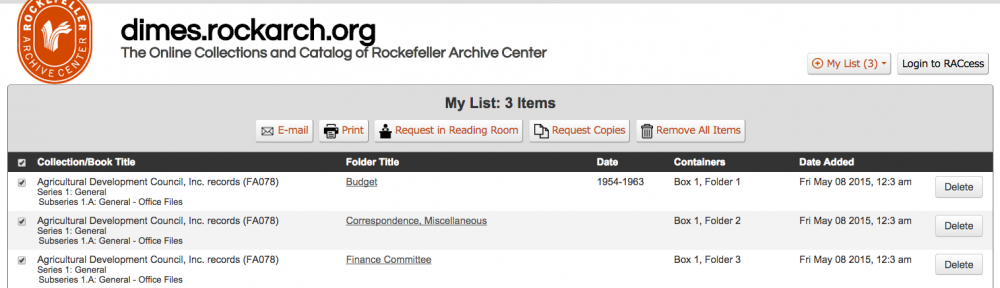 ROCKEFELLER ARCHIVE CENTER
dimes.rockarch.org
The Online Collections and Catalog of Rockefeller Archive Center
My List (3) Login to RACcess
My List: 3 Items
E-mail Print Request in Reading Room Request Copies Remove All Items
Collection/Book Title Folder Title Date Containers Date Added
Agricultural Development Council, Inc. records (FA078) Budget 1954-1963 Box 1, Folder 1 Fri May 08 2015, 12:3 am Delete
Series 1: General
Subseries 1.A: General - Office Files
Agricultural Development Council, Inc. records (FA078) Correspondence, Miscellaneous Box 1, Folder 2 Fri May 08 2015, 12:3 am Delete
Series 1: General
Subseries 1.A: General - Office Files
Agricultural Development Council, Inc. records (FA078) Finance Committee Box 1, Folder 3 Fri May 08 2015, 12:3 am Delete
Series 1: General
Subseries 1.A: General - Office Files